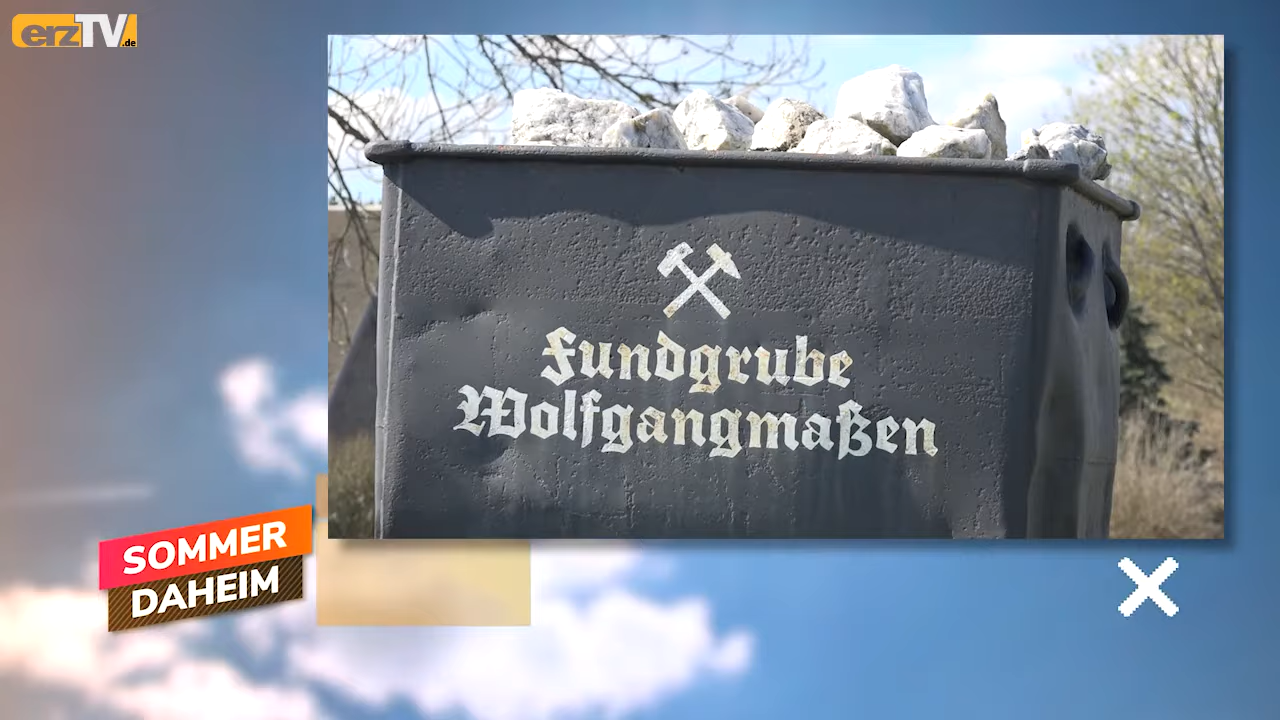 erzTV.de
Fundgrube
Wolfgangmaßen
SOMMER
DAHEIM